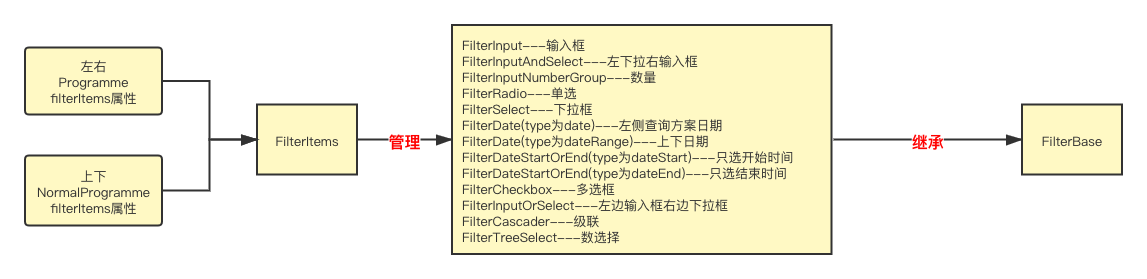 左右
Programme
filterItems属性
上下
NormalProgramme
filterItems属性
FilterItems
管理
FilterInput---输入框
FilterInputAndSelect---左下拉右输入框
FilterInputNumberGroup---数量
FilterRadio---单选
FilterSelect---下拉框
FilterDate(type为date)---左侧查询方案日期
FilterDate(type为dateRange)---上下日期
FilterDateStartOrEnd(type为dateStart)---只选开始时间
FilterDateStartOrEnd(type为dateEnd)---只选结束时间
FilterCheckbox---多选框
FilterInputOrSelect---左边输入框右边下拉框
FilterCascader---级联
FilterTreeSelect---数选择
继承
FilterBase